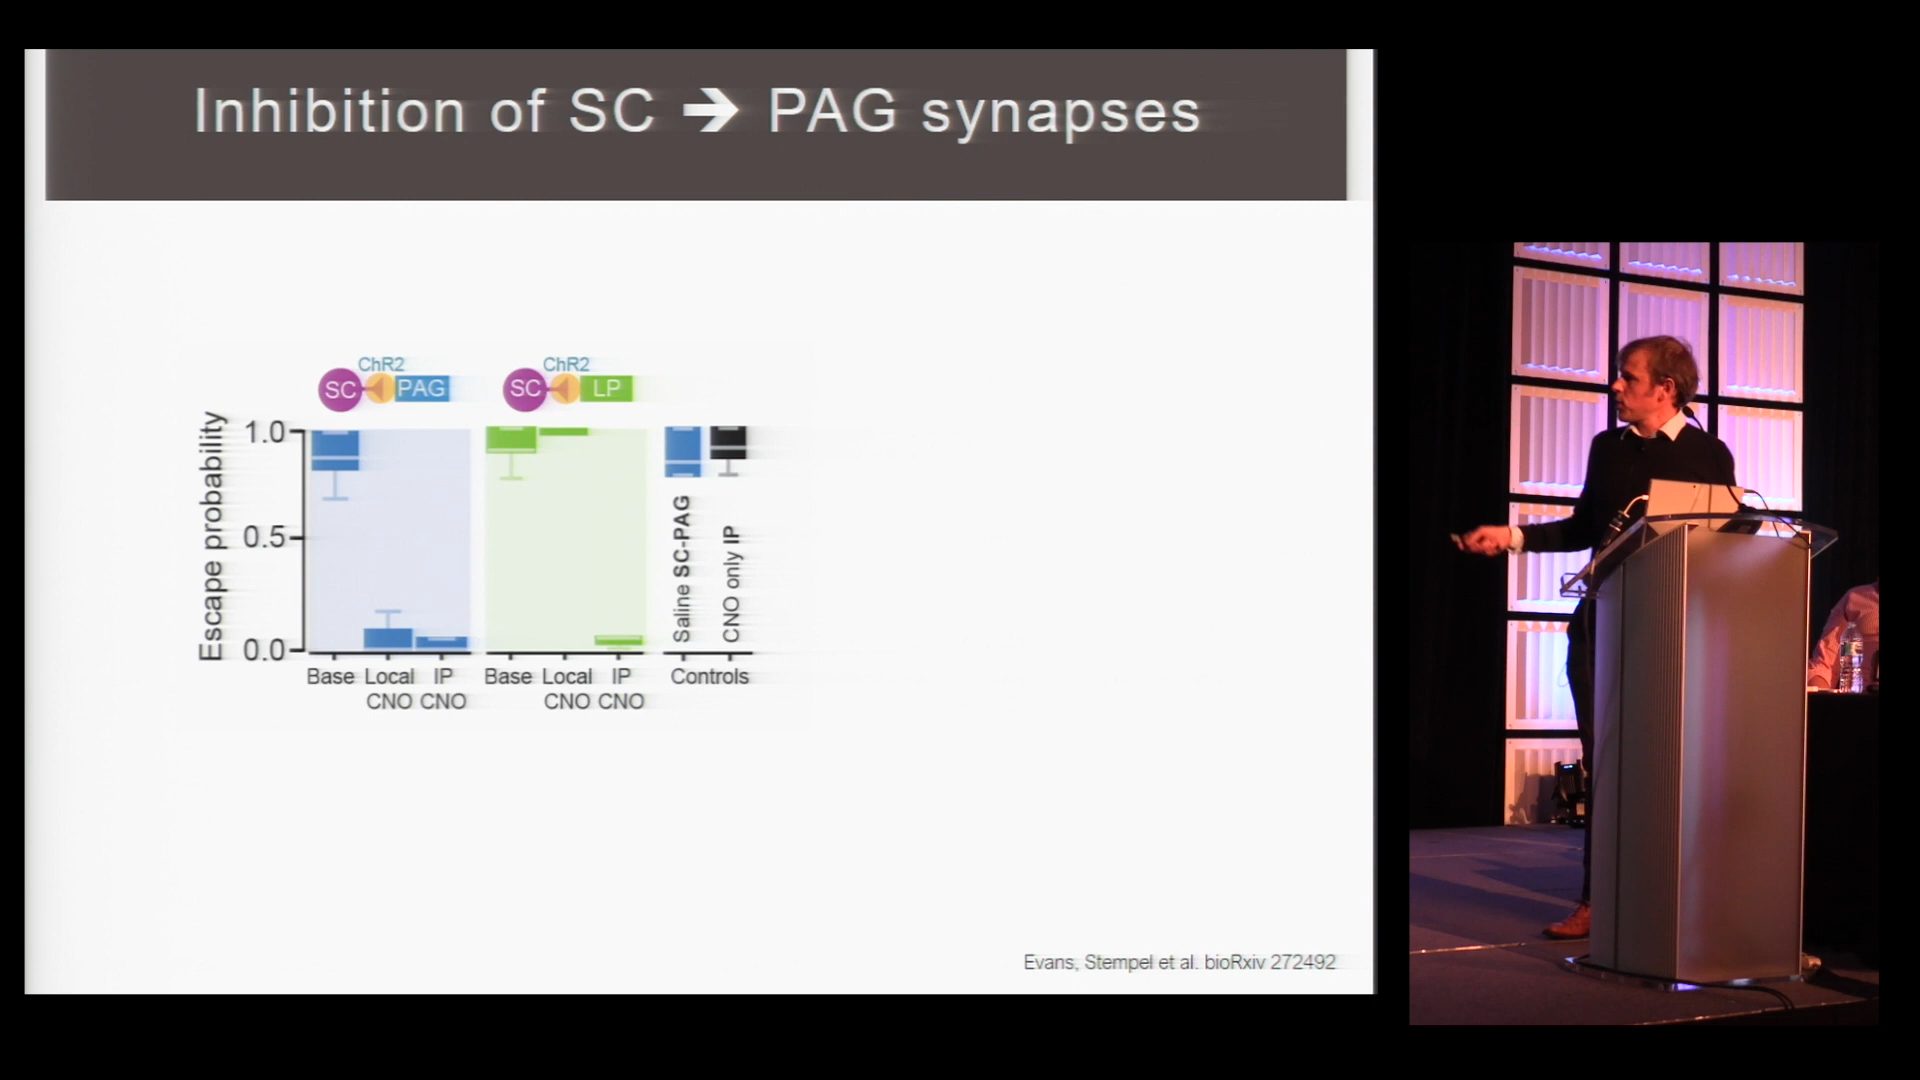 Inhibition of SC ➔ PAG synapses
ChR2
SC PAG
ChR2
SC LP
Escape probability
1.0
0.5
0.0
Saline SC-PAG
CNO only IP
Base Local IP Base Local IP Controls
CNO CNO CNO CNO
Evans, Stempel et al. bioRxiv 272492